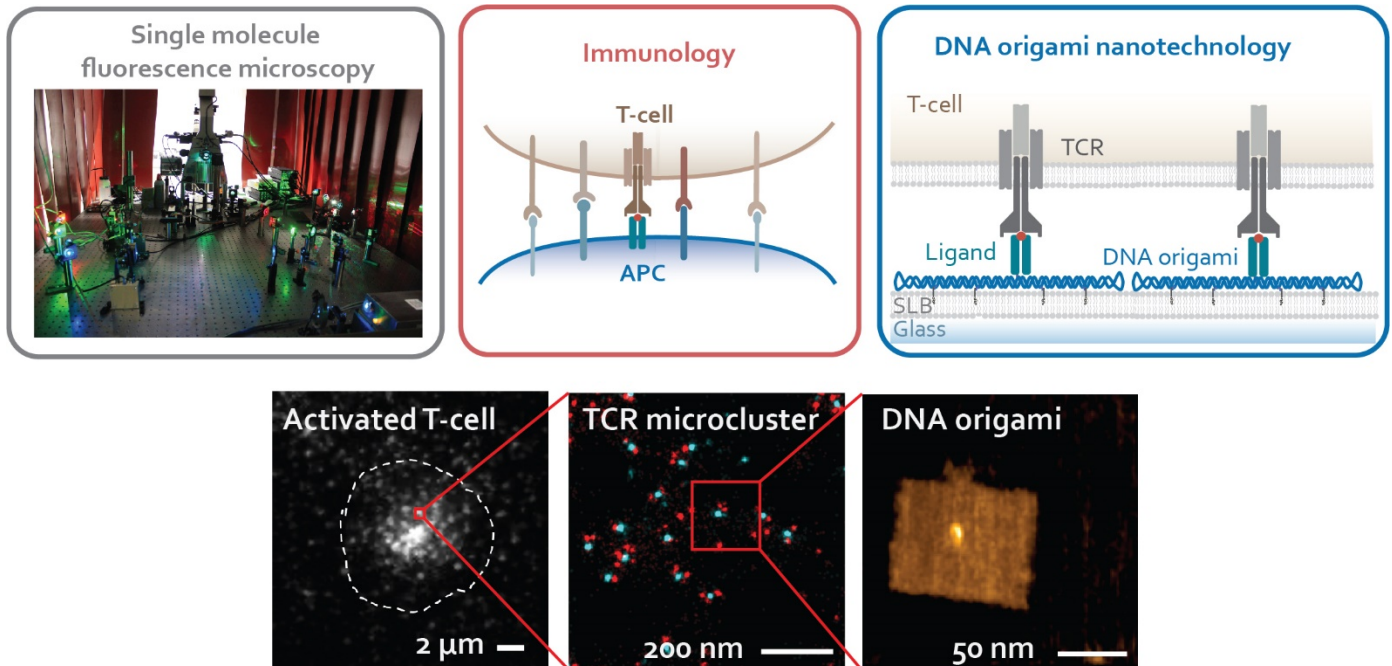 Single molecule
fluorescence microscopy
Immunology
T-cell
APC
DNA origami nanotechnology
T-cell
TCR
Ligand
DNA origami
SLB
Glass
Activated T-cell
2 μm
TCR microcluster
200 nm
DNA origami
50 nm